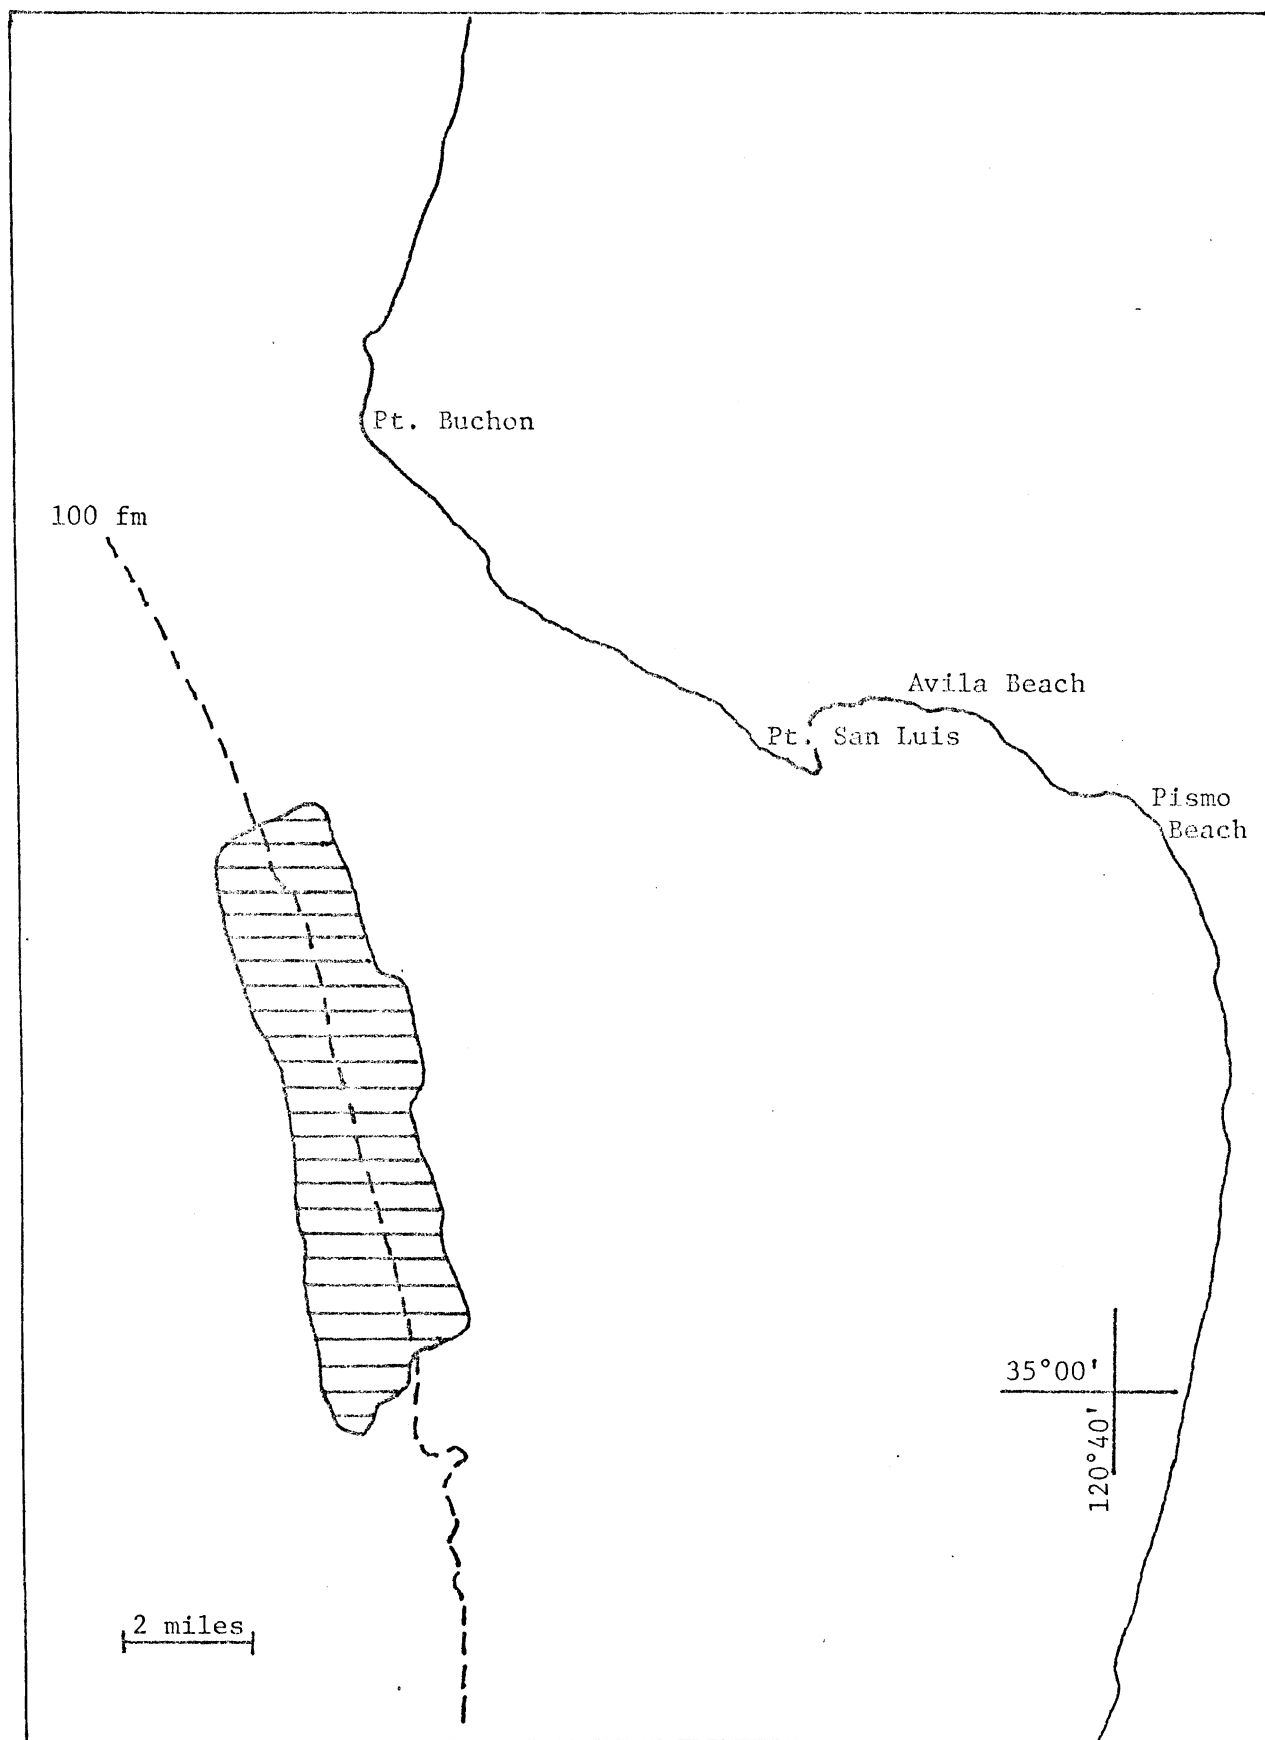 Pt. Buchon
100 fm
Avila Beach
Pt. San Luis
Pismo
Beach
35°00'
120°40'
2 miles